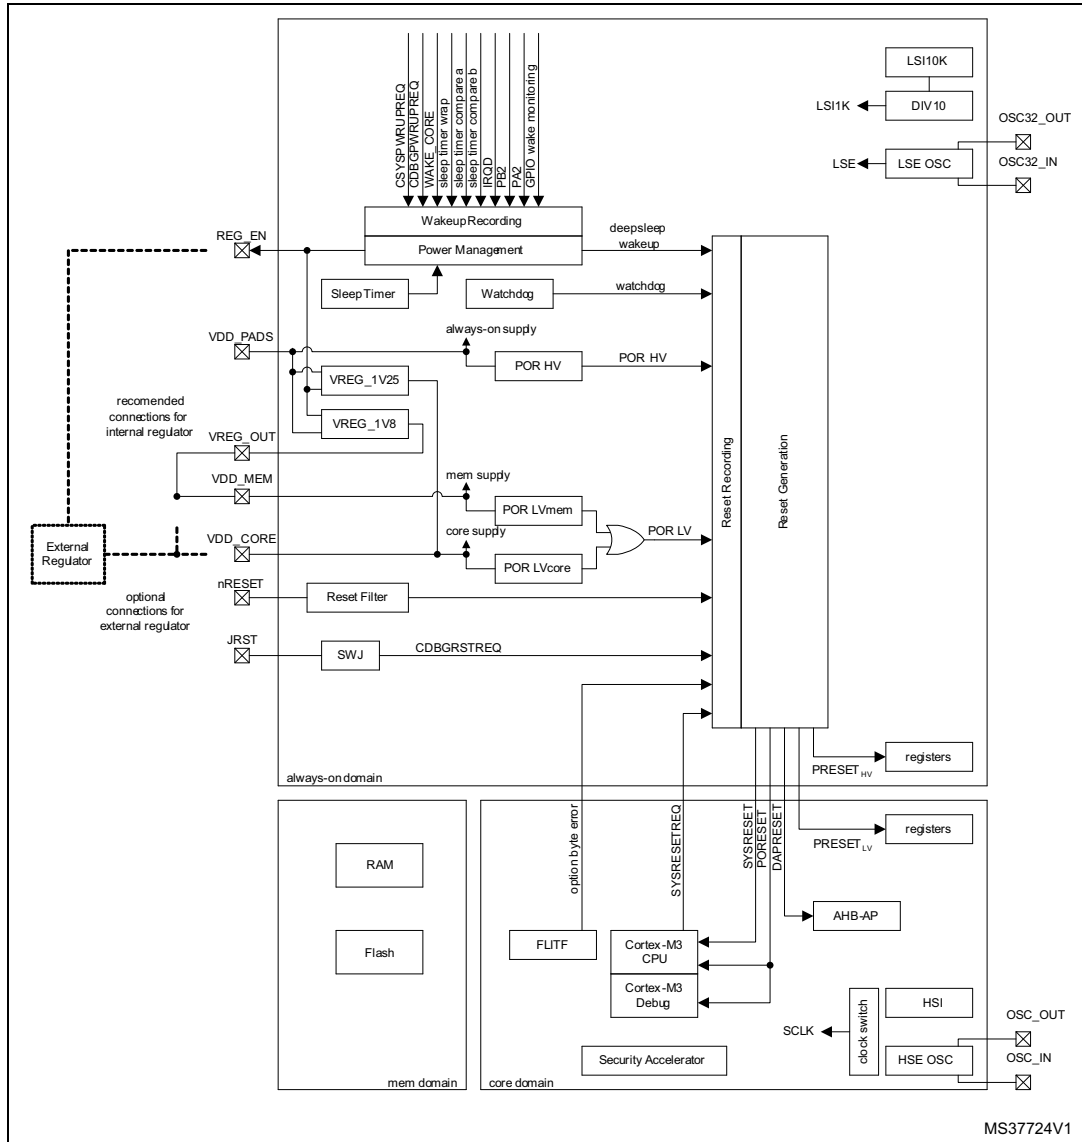 CSYSPWRUPREQ
CDBGPWRUPREQ
WAKE_CORE
sleep timer wrap
sleep timer compare a
sleep timer compare b
IRQD
PB2
PA2
GPIO wake monitoring
LSI10K
LSI1K
DIV10
OSC32_OUT
LSE
LSE OSC
OSC32_IN
Wakeup Recording
REG_EN
Power Management
deepsleep
wakeup
Sleep Timer
Watchdog
watchdog
VDD_PADS
always-on supply
POR HV
POR HV
VREG_1V25
recomended
connections for
internal regulator
VREG_1V8
VREG_OUT
VDD_MEM
mem supply
POR LVmem
Reset Recording
Reset Generation
External
Regulator
VDD_CORE
core supply
POR LV
POR LVcore
nRESET
Reset Filter
optional
connections for
external regulator
JRST
SWJ
CDBGRSTREQ
registers
PRESETHV
always-on domain
option byte error
SYSRESETREQ
SYSRESET
PORESET
DAPRESET
registers
PRESETLV
RAM
AHB-AP
Flash
FLITF
Cortex-M3
CPU
Cortex-M3
Debug
HSI
SCLK
clock switch
OSC_OUT
Security Accelerator
HSE OSC
OSC_IN
mem domain
core domain
MS37724V1